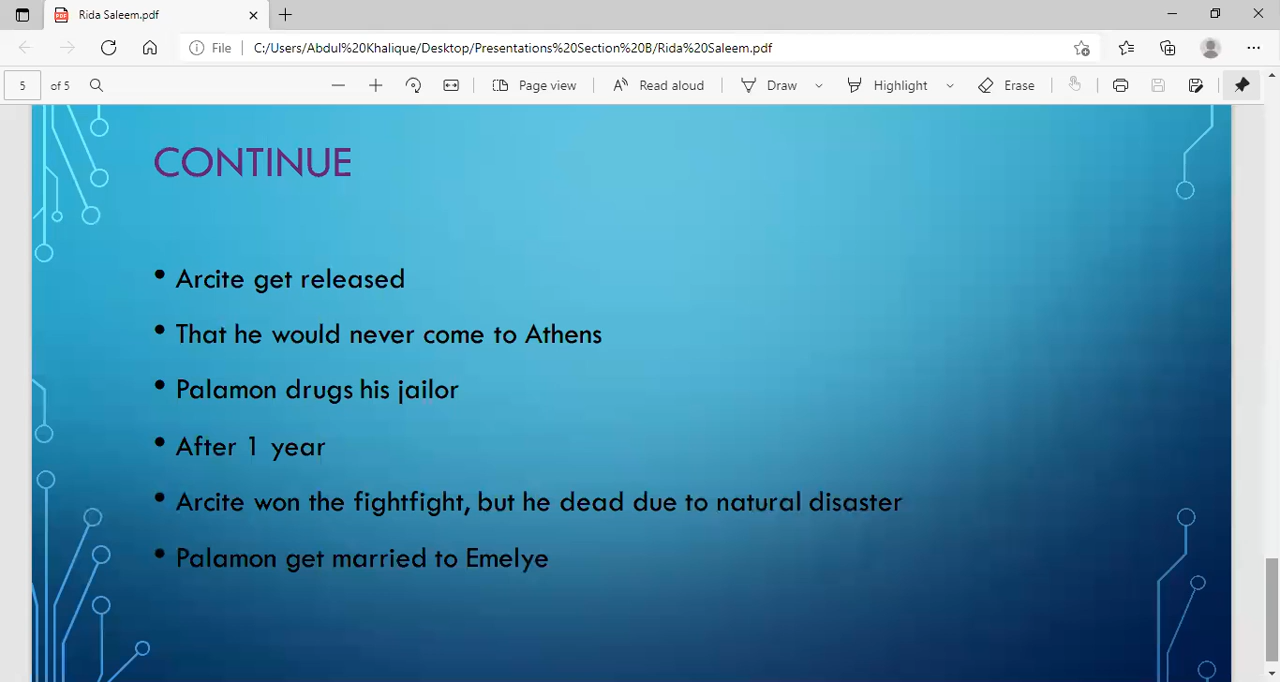 Rida Saleem.pdf
File C:/Users/Abdul%20Khalique/Desktop/Presentations%20Section%20B/Rida%20Saleem.pdf
5 of 5 Page view Read aloud Draw Highlight Erase
CONTINUE
• Arcite get released
• That he would never come to Athens
• Palamon drugs his jailor
• After 1 year
• Arcite won the fightfight, but he dead due to natural disaster
• Palamon get married to Emelye